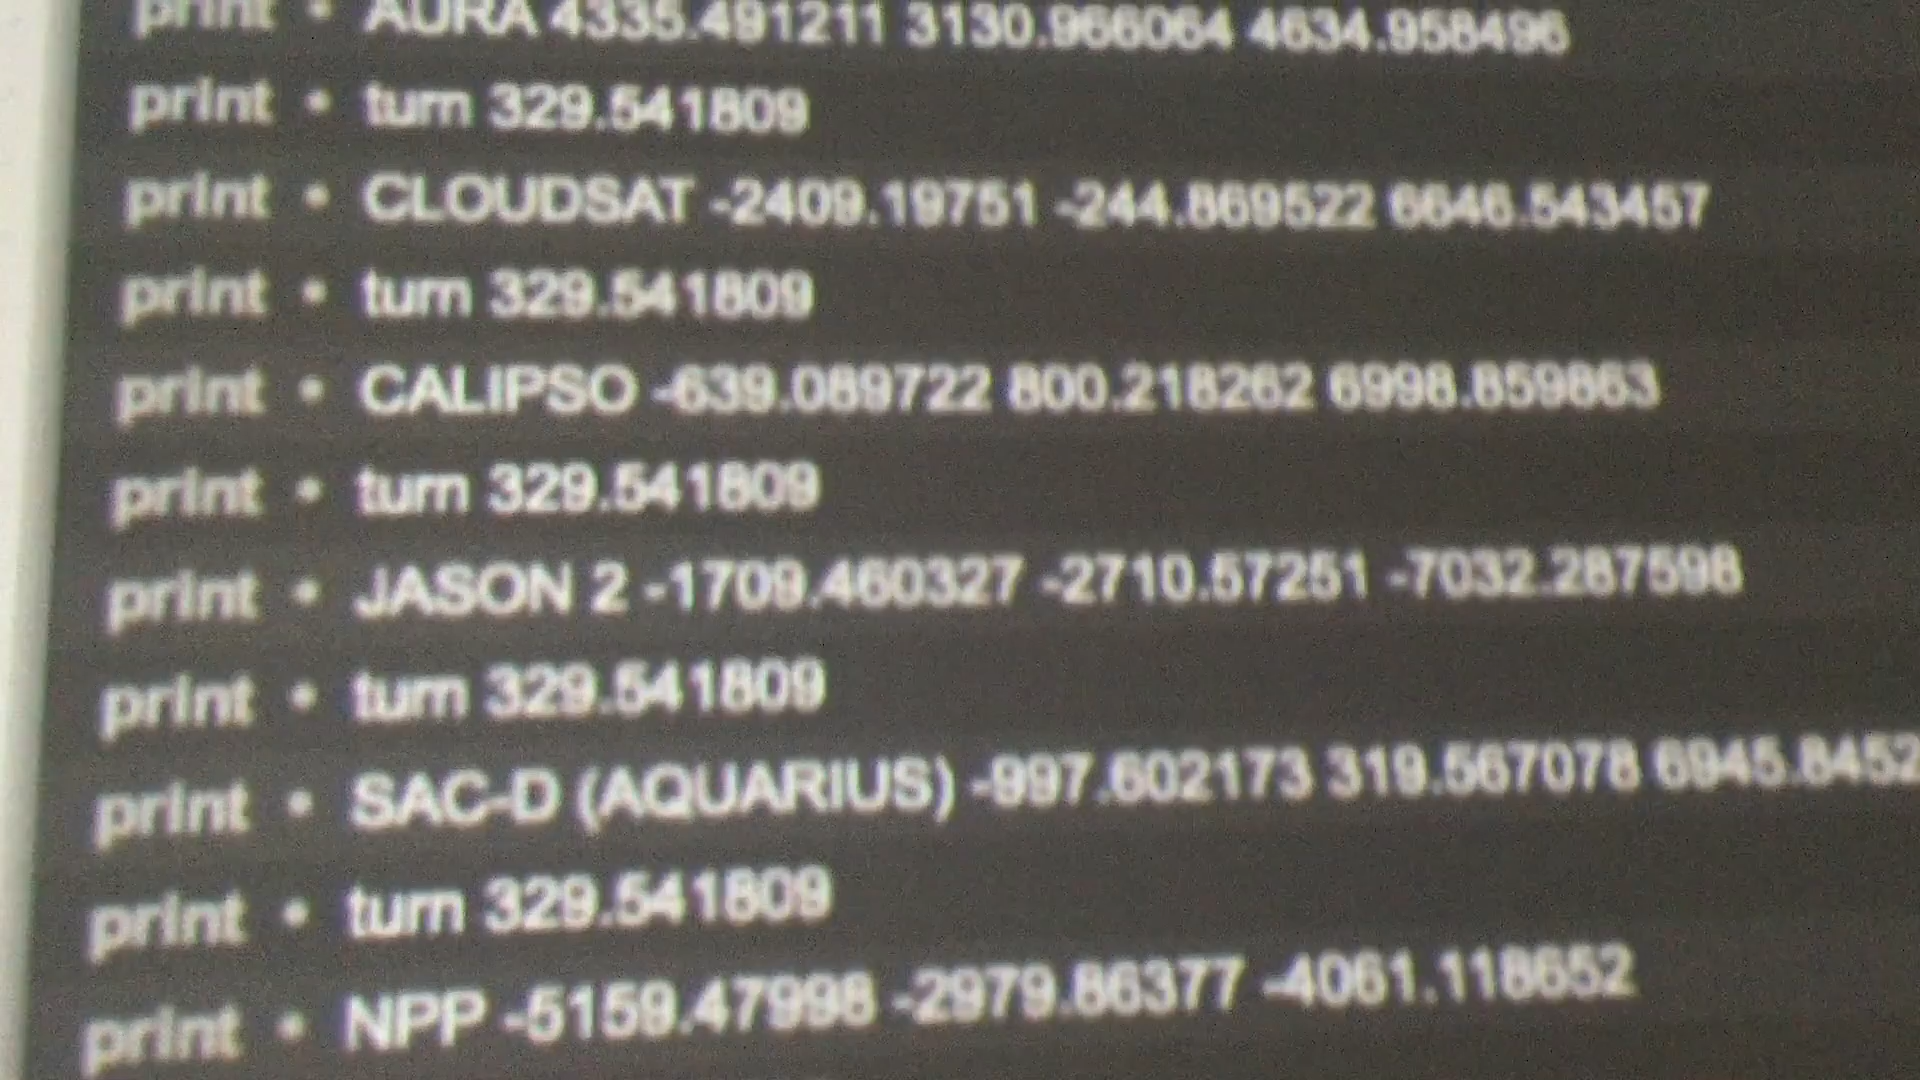 print • AURA 4335.491211 3130.966064 4634.958496
print • turn 329.541809
print • CLOUDSAT -2409.19751 -244.869522 6646.543457
print • turn 329.541809
print • CALIPSO -639.089722 800.218262 6998.859863
print • turn 329.541809
print • JASON 2 -1709.460327 -2710.57251 -7032.287598
print • turn 329.541809
print • SAC-D (AQUARIUS) -997.602173 319.567078 6945.8452
print • turn 329.541809
print • NPP -5159.47998 -2979.86377 -4061.118652